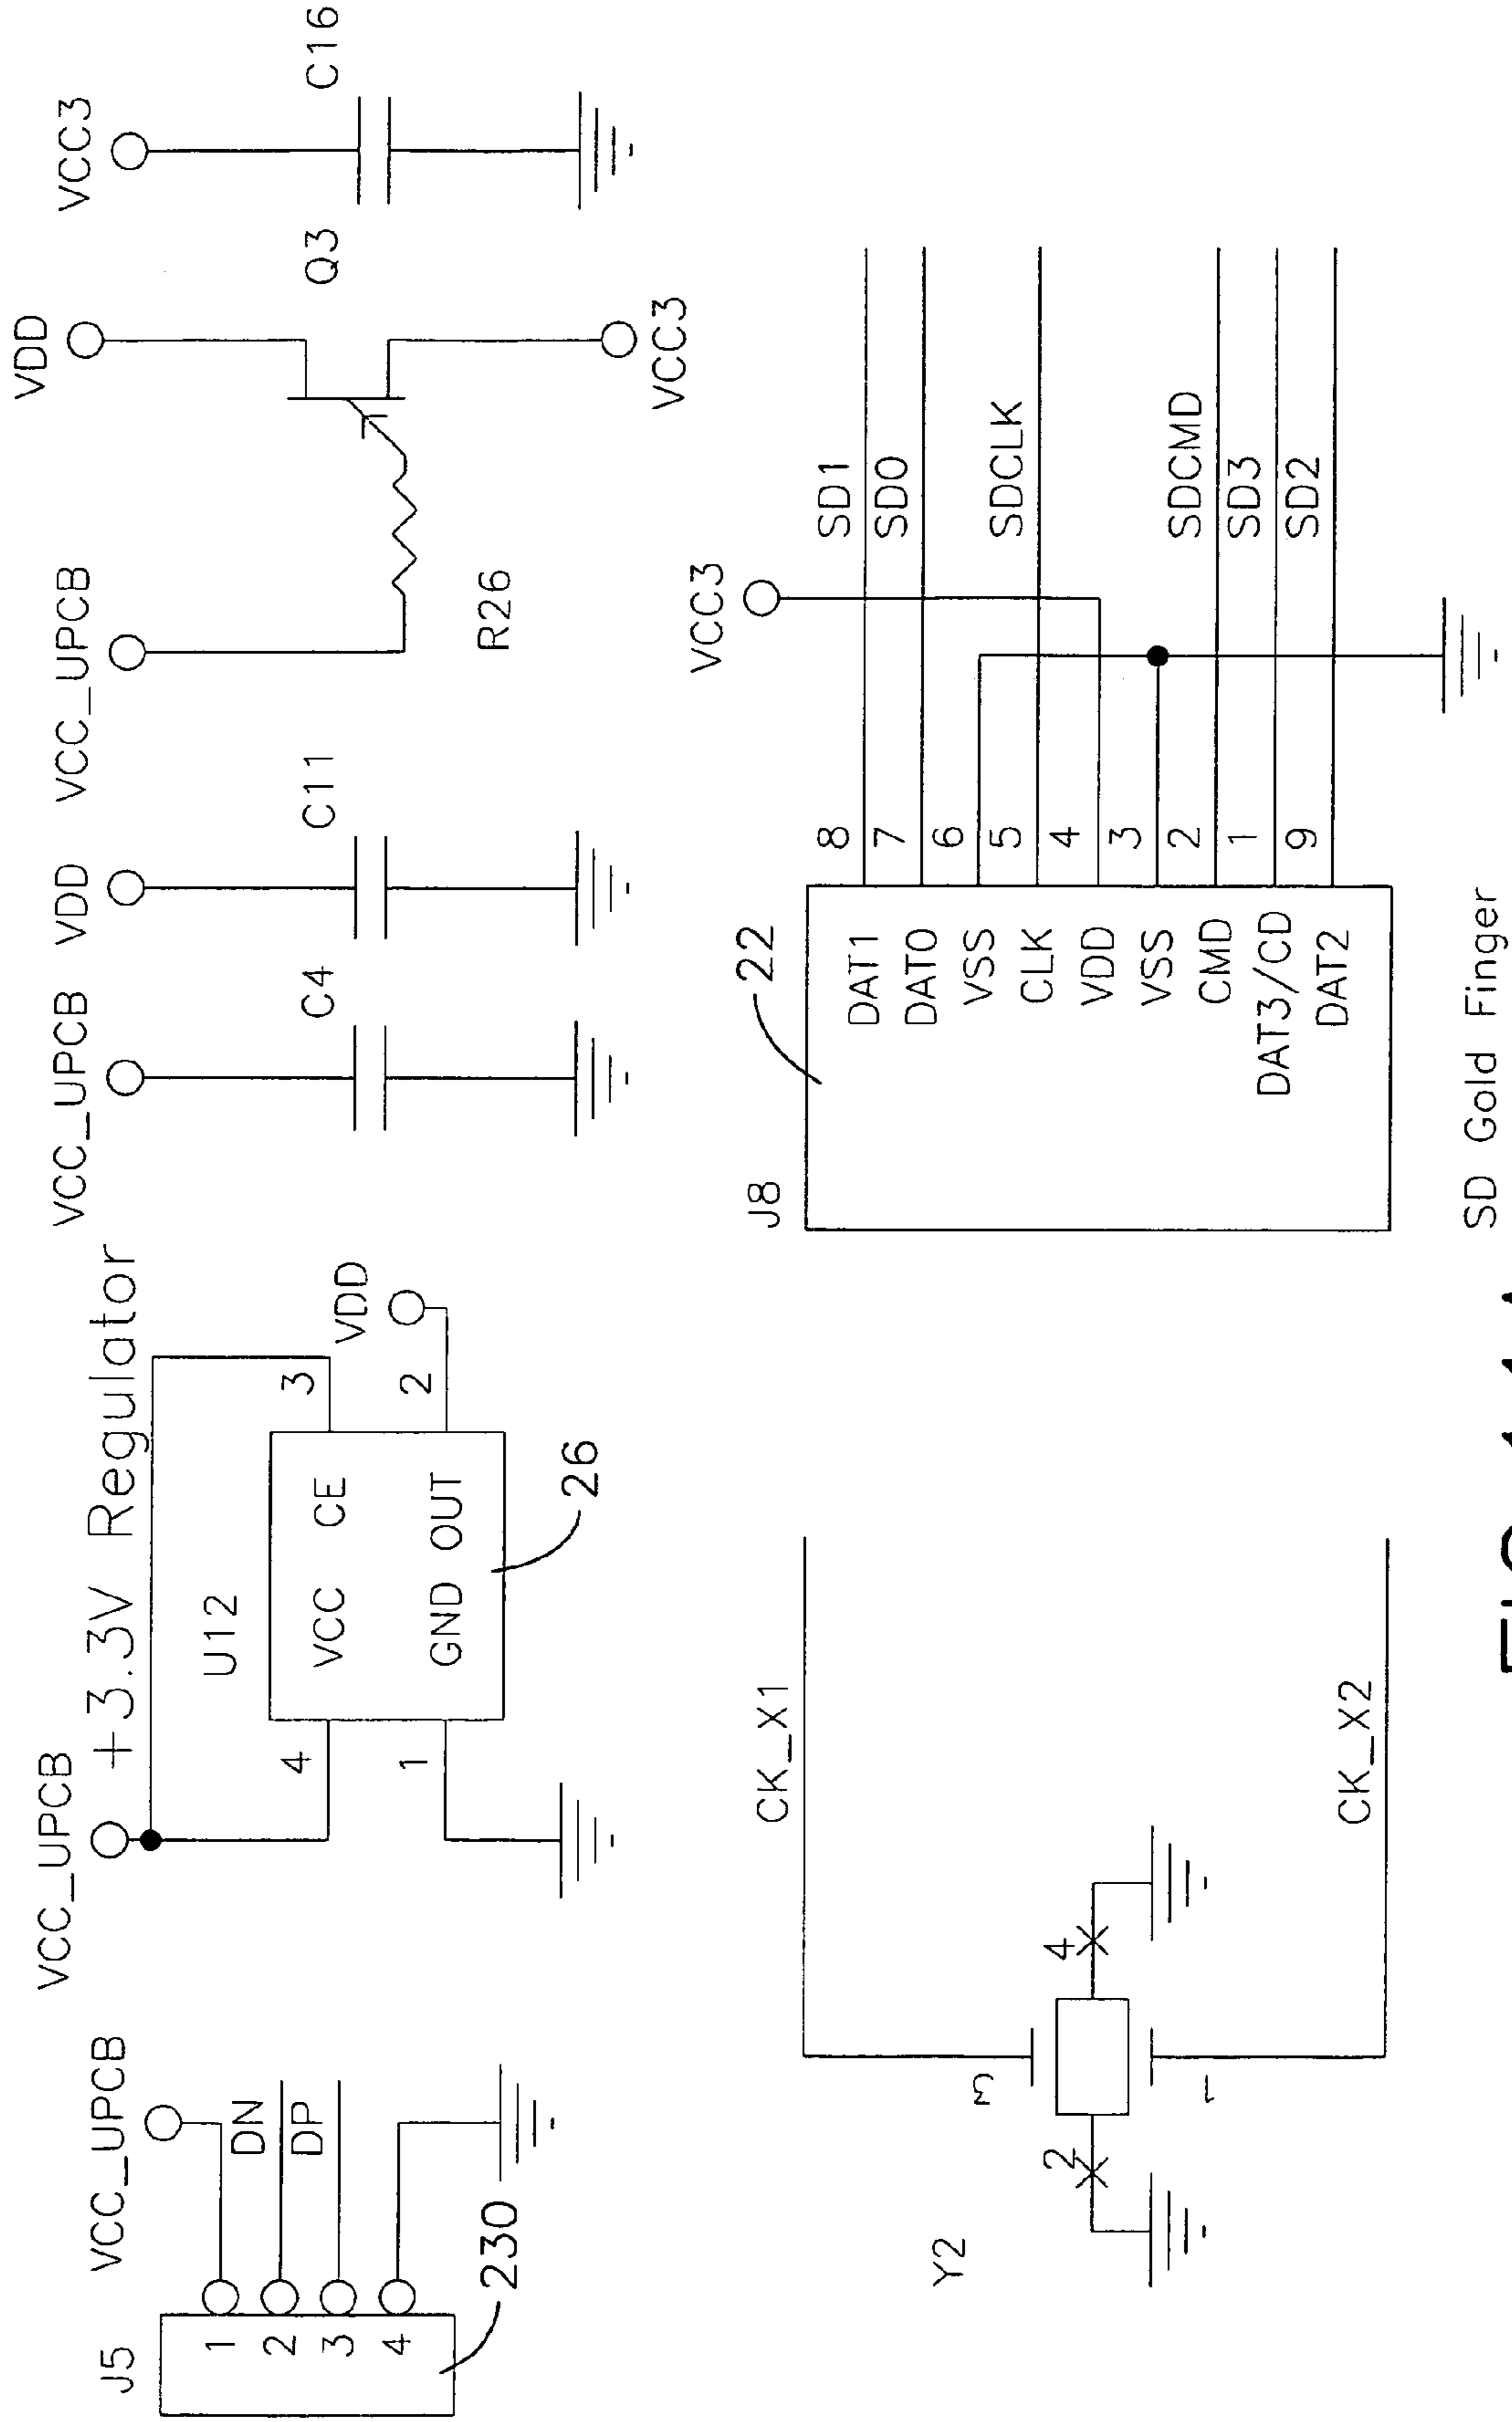 J5
VCC_UPCB
1
2
3
4
DN
DP
230
VCC_UPCB
+3.3V Regulator
U12
4
1
VCC CE
GND OUT
3
2
VDD
26
VCC_UPCB
C4
VDD
C11
VCC_UPCB
R26
VDD
Q3
VCC3
VCC3
C16
Y2
2
3
4
1
CK_X1
CK_X2
J8
22
DAT1 8 SD1
DAT0 7 SD0
VSS 6
CLK 5 SDCLK
VDD 4
VSS 3
CMD 2 SDCMD
DAT3/CD 1 SD3
DAT2 9 SD2
VCC3
SD Gold Finger